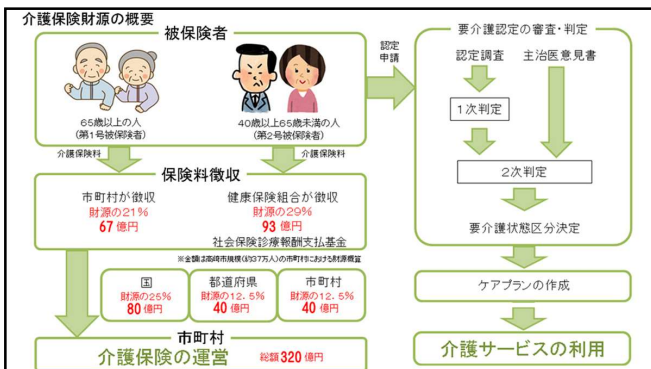 介護保険財源の概要
被保険者
65歳以上の人
(第1号被保険者)
40歳以上65歳未満の人
(第2号被保険者)
介護保険料
介護保険料
保険料徴収
市町村が徴収
財源の21%
67億円
健康保険組合が徴収
財源の29%
93億円
社会保険診療報酬支払基金
※金額は高崎市規模(約37万人)の市町村における財源概算
国
財源の25%
80億円
都道府県
財源の12.5%
40億円
市町村
財源の12.5%
40億円
市町村
介護保険の運営 総額320億円
認定
申請
要介護認定の審査・判定
認定調査 主治医意見書
1次判定
2次判定
要介護状態区分決定
ケアプランの作成
介護サービスの利用